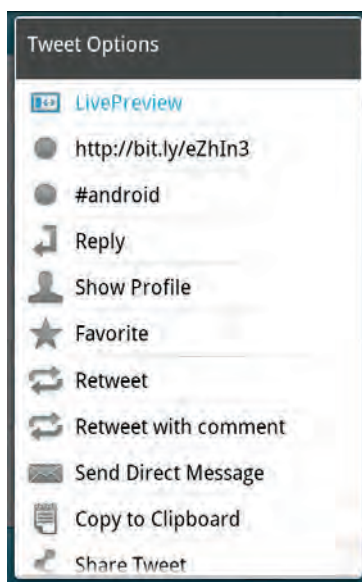 Tweet Options
LivePreview
http://bit.ly/eZhIn3
#android
Reply
Show Profile
Favorite
Retweet
Retweet with comment
Send Direct Message
Copy to Clipboard
Share Tweet